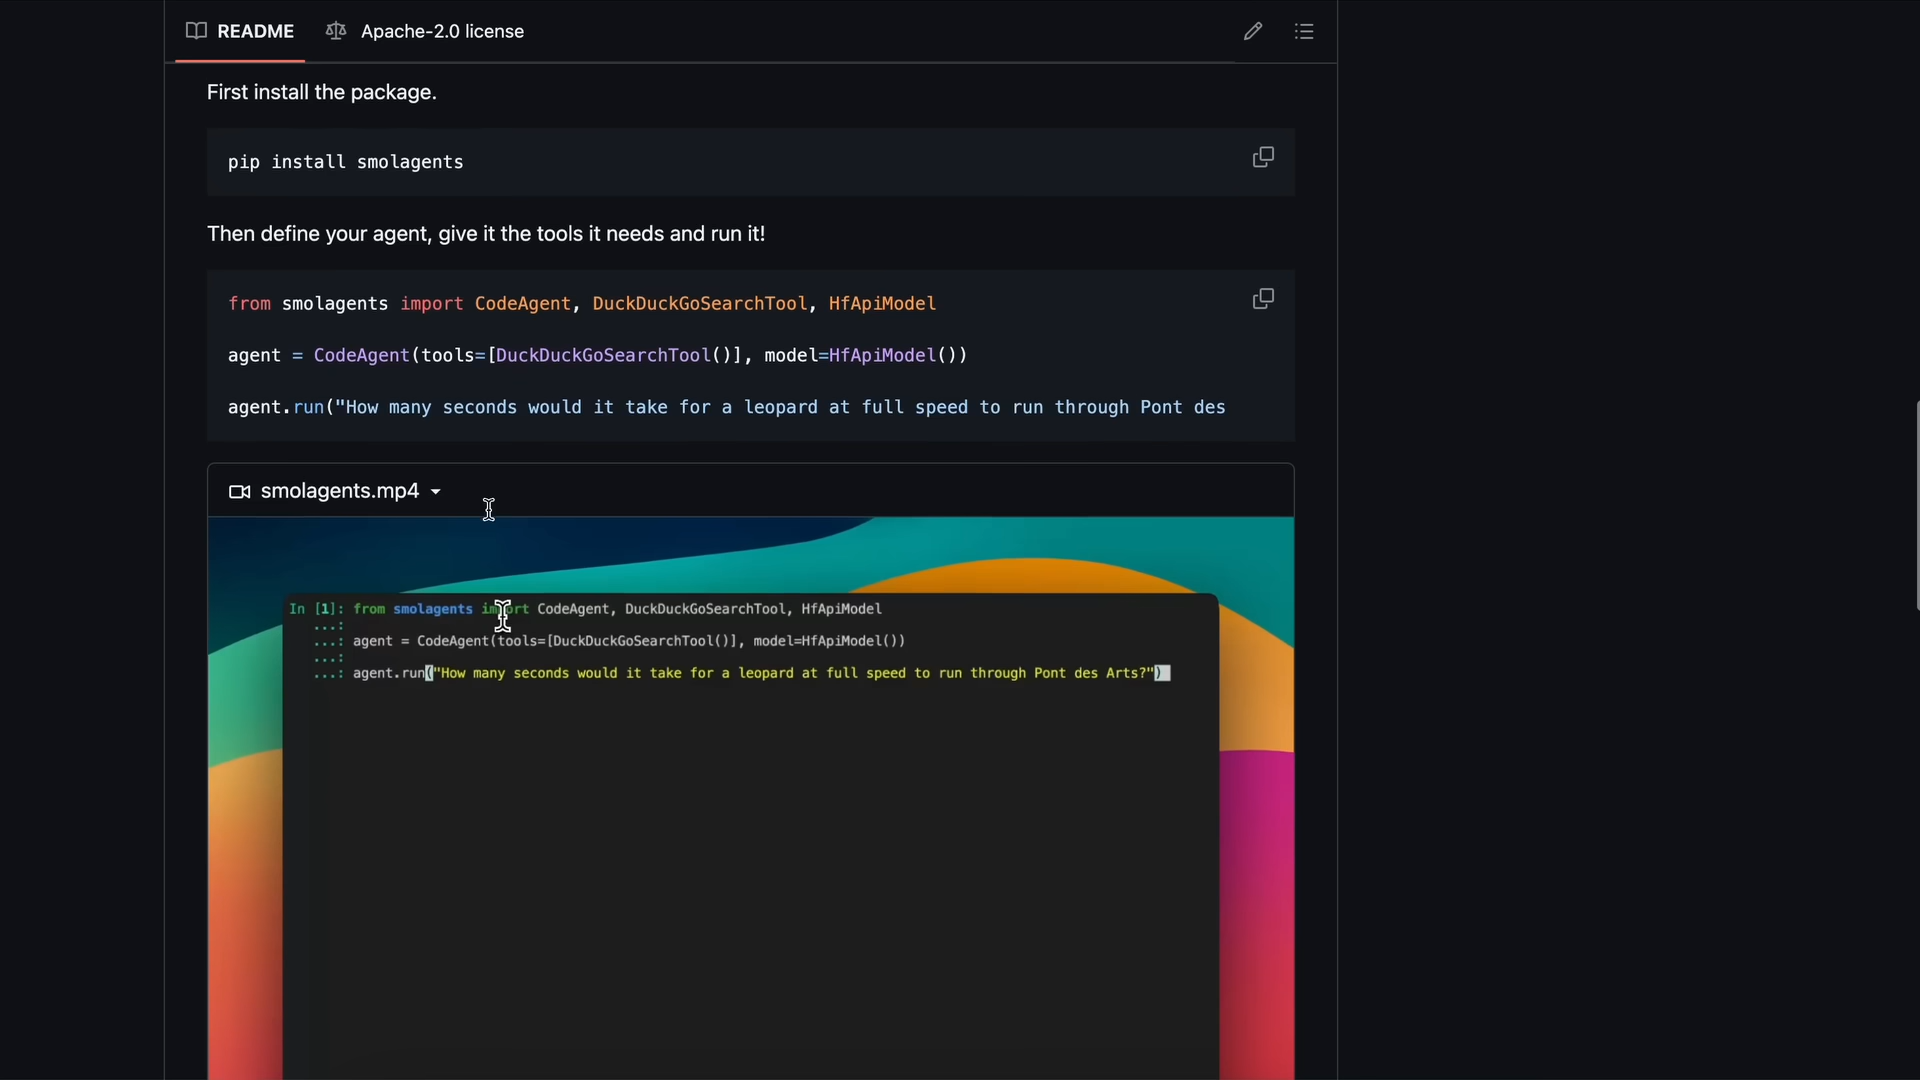 README Apache-2.0 license
First install the package.
pip install smolagents
Then define your agent, give it the tools it needs and run it!
from smolagents import CodeAgent, DuckDuckGoSearchTool, HfApiModel
agent = CodeAgent(tools=[DuckDuckGoSearchTool()], model=HfApiModel())
agent.run("How many seconds would it take for a leopard at full speed to run through Pont des
smolagents.mp4
In [1]: from smolagents import CodeAgent, DuckDuckGoSearchTool, HfApiModel
...:
...: agent = CodeAgent(tools=[DuckDuckGoSearchTool()], model=HfApiModel())
...:
...: agent.run("How many seconds would it take for a leopard at full speed to run through Pont des Arts?")